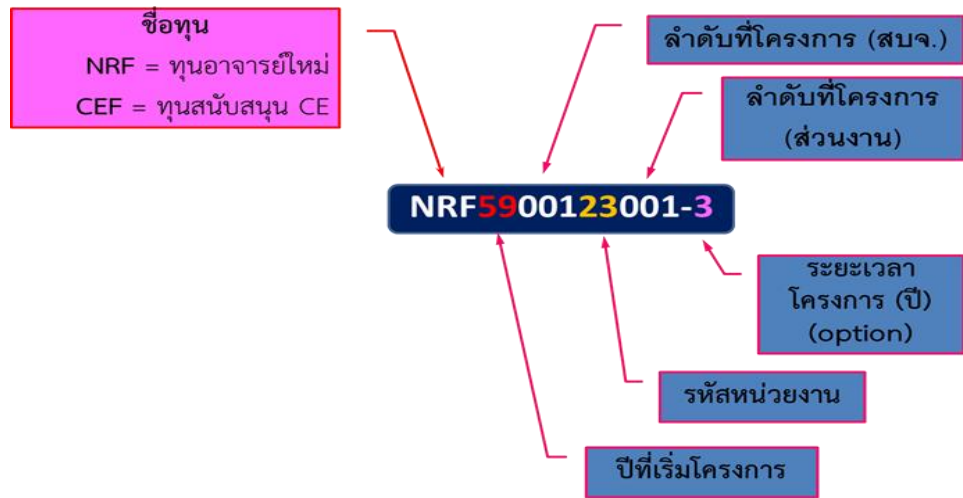 ชื่อทุน
NRF = ทุนอาจารย์ใหม่
CEF = ทุนสนับสนุน CE
ลำดับที่โครงการ (สบจ.)
ลำดับที่โครงการ
(ส่วนงาน)
NRF5900123001-3
ระยะเวลา
โครงการ (ปี)
(option)
รหัสหน่วยงาน
ปีที่เริ่มโครงการ